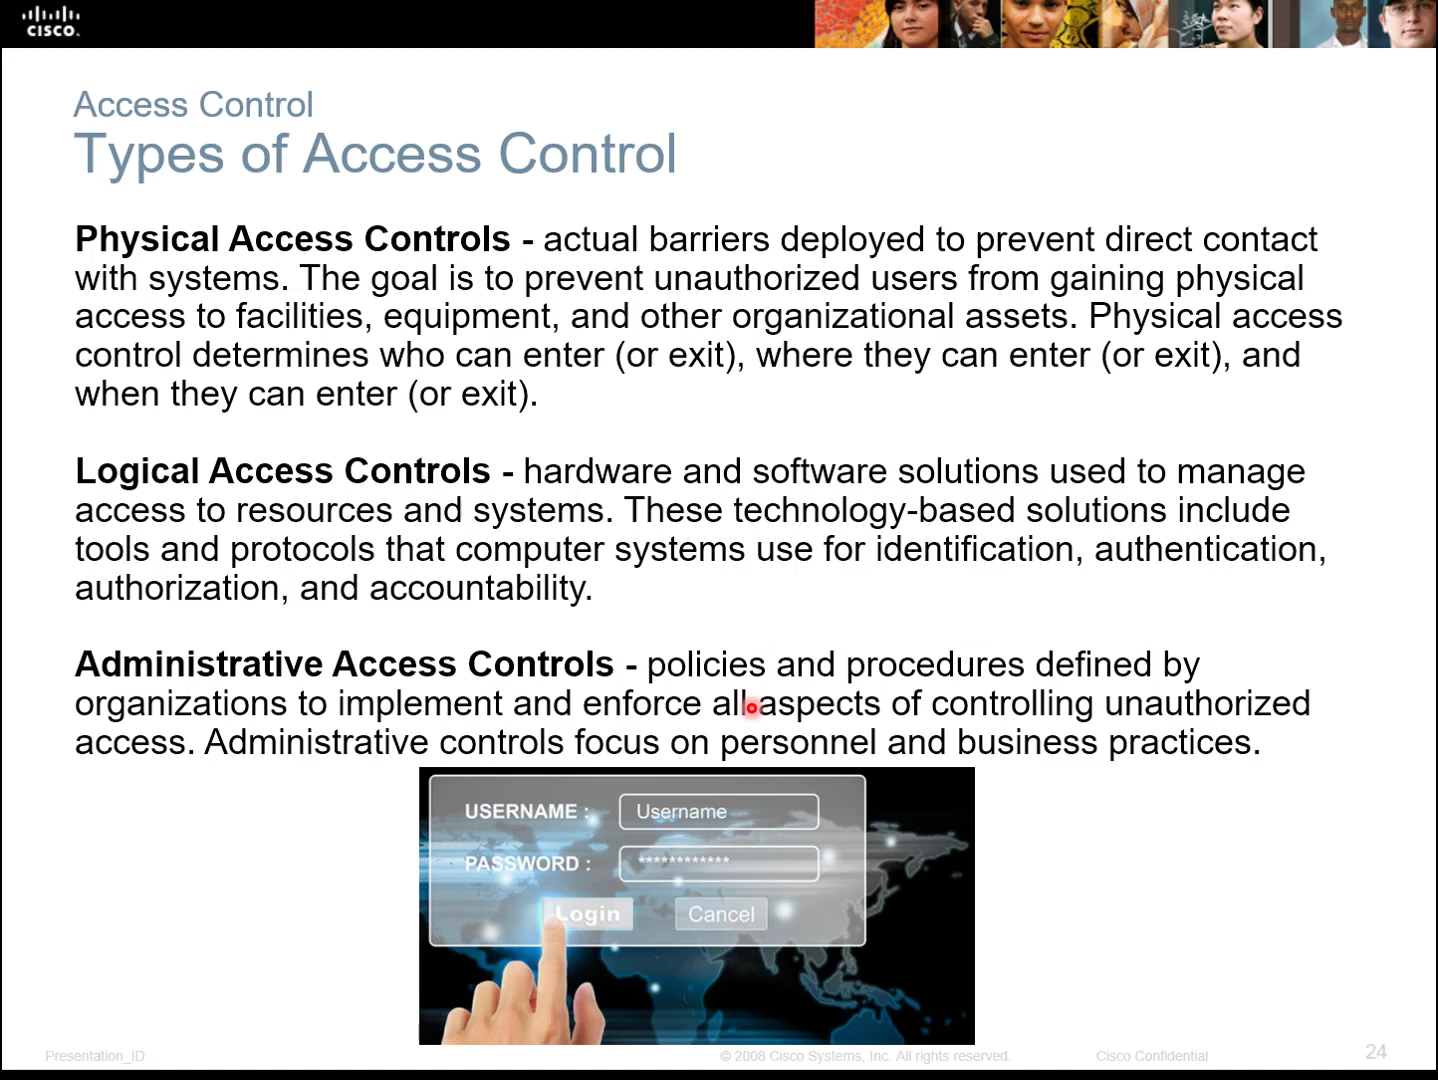 CISCO.
Access Control
Types of Access Control
Physical Access Controls - actual barriers deployed to prevent direct contact
with systems. The goal is to prevent unauthorized users from gaining physical
access to facilities, equipment, and other organizational assets. Physical access
control determines who can enter (or exit), where they can enter (or exit), and
when they can enter (or exit).
Logical Access Controls - hardware and software solutions used to manage
access to resources and systems. These technology-based solutions include
tools and protocols that computer systems use for identification, authentication,
authorization, and accountability.
Administrative Access Controls - policies and procedures defined by
organizations to implement and enforce all aspects of controlling unauthorized
access. Administrative controls focus on personnel and business practices.
USERNAME : Username
PASSWORD : ************
Login Cancel
Presentation_ID © 2008 Cisco Systems, Inc. All rights reserved. Cisco Confidential 24